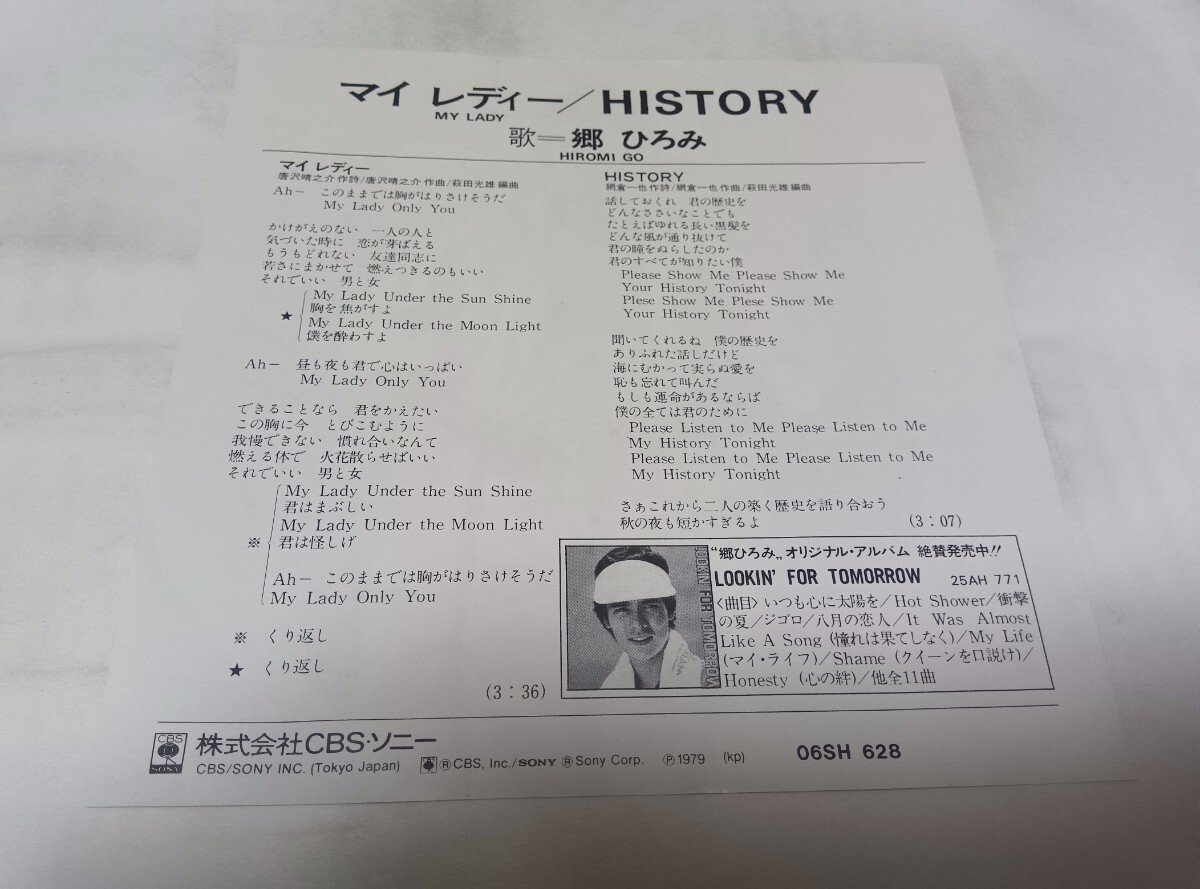 マイ レディー／HISTORY
MY LADY
歌＝郷 ひろみ
HIROMI GO
マイ レディー
唐沢晴之介 作詩／唐沢晴之介 作曲／萩田光雄 編曲
Ah－ このままでは胸がはりさけそうだ
My Lady Only You
かけがえのない 一人の人と
気づいた時に 恋が芽ばえる
もうもどれない 友達同志に
若さにまかせて 燃えつきるのもいい
それでいい 男と女
My Lady Under the Sun Shine
胸を焦がすよ
★
My Lady Under the Moon Light
僕を酔わすよ
Ah－ 昼も夜も君で心はいっぱい
My Lady Only You
できることなら 君をかえたい
この胸に今 とびこむように
我慢できない 慣れ合いなんて
燃える体で 火花散らせばいい
それでいい 男と女
My Lady Under the Sun Shine
君はまぶしい
My Lady Under the Moon Light
※ 君は怪しげ
Ah－ このままでは胸がはりさけそうだ
My Lady Only You
※ くり返し
★ くり返し
(3：36)
HISTORY
網倉一也 作詩／網倉一也 作曲／萩田光雄 編曲
話しておくれ 君の歴史を
どんなささいなことでも
たとえばゆれる長い黒髪を
どんな風が通り抜けて
君の瞳をぬらしたのか
君のすべてが知りたい僕
Please Show Me Please Show Me
Your History Tonight
Plese Show Me Plese Show Me
Your History Tonight
聞いてくれるね 僕の歴史を
ありふれた話しだけど
海にむかって実らぬ愛を
恥も忘れて叫んだ
もしも運命があるならば
僕の全ては君のために
Please Listen to Me Please Listen to Me
My History Tonight
Please Listen to Me Please Listen to Me
My History Tonight
さぁこれから二人の築く歴史を語り合おう
秋の夜も短かすぎるよ
(3：07)
LOOKIN' FOR TOMORROW
“郷ひろみ„オリジナル・アルバム 絶賛発売中!!
LOOKIN' FOR TOMORROW 25AH 771
〈曲目〉いつも心に太陽を／Hot Shower／衝撃
の夏／ジゴロ／八月の恋人／It Was Almost
Like A Song (憧れは果てしなく)／My Life
(マイ・ライフ)／Shame (クイーンを口説け)／
Honesty (心の絆)／他全11曲
CBS
SONY
株式会社CBS・ソニー
CBS/SONY INC. (Tokyo Japan)
Ⓡ CBS, Inc./SONY Ⓡ Sony Corp. Ⓟ 1979 (kp)
06SH 628